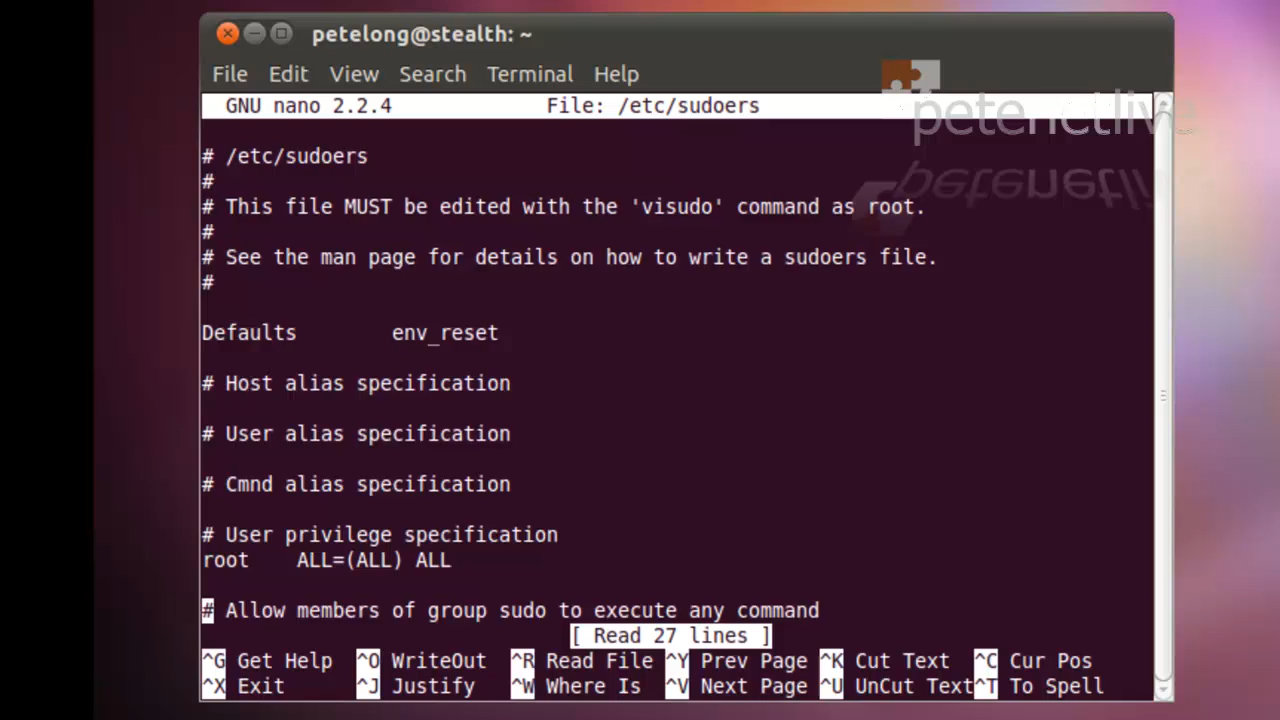 petelong@stealth: ~
File Edit View Search Terminal Help
GNU nano 2.2.4 File: /etc/sudoers
petenetlive
# /etc/sudoers
#
# This file MUST be edited with the 'visudo' command as root.
#
# See the man page for details on how to write a sudoers file.
#
Defaults env_reset
# Host alias specification
# User alias specification
# Cmnd alias specification
# User privilege specification
root ALL=(ALL) ALL
# Allow members of group sudo to execute any command
[ Read 27 lines ]
^G Get Help ^O WriteOut ^R Read File ^Y Prev Page ^K Cut Text ^C Cur Pos
^X Exit ^J Justify ^W Where Is ^V Next Page ^U UnCut Text ^T To Spell